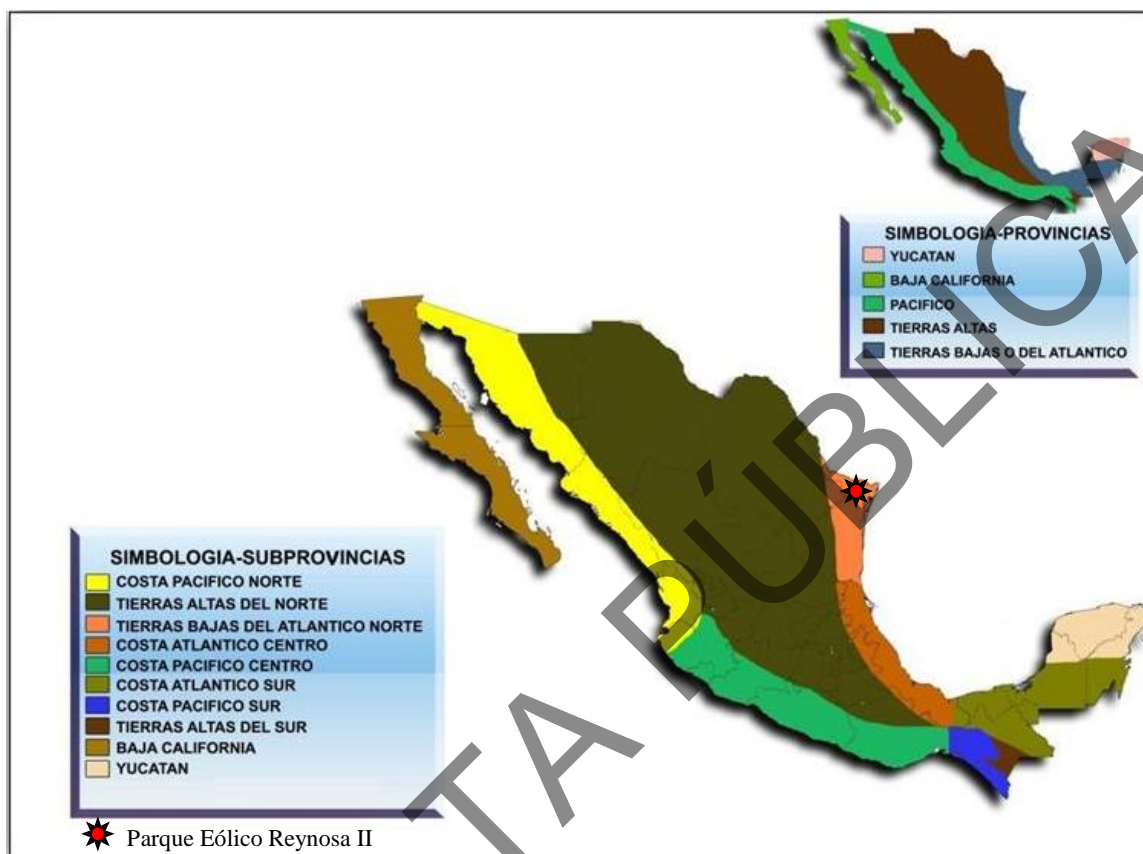 SIMBOLOGIA-PROVINCIAS
YUCATAN
BAJA CALIFORNIA
PACIFICO
TIERRAS ALTAS
TIERRAS BAJAS O DEL ATLANTICO
SIMBOLOGIA-SUBPROVINCIAS
COSTA PACIFICO NORTE
TIERRAS ALTAS DEL NORTE
TIERRAS BAJAS DEL ATLANTICO NORTE
COSTA ATLANTICO CENTRO
COSTA PACIFICO CENTRO
COSTA ATLANTICO SUR
COSTA PACIFICO SUR
TIERRAS ALTAS DEL SUR
BAJA CALIFORNIA
YUCATAN
Parque Eólico Reynosa II
TA PÚBLICA